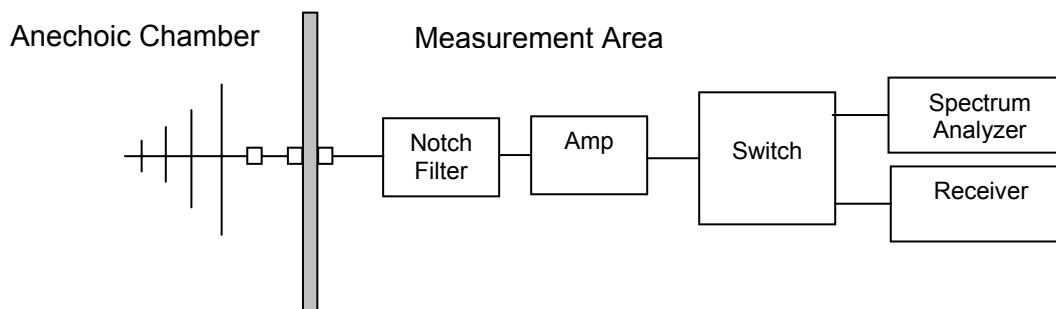 Anechoic Chamber
Measurement Area
Notch
Filter
Amp
Switch
Spectrum
Analyzer
Receiver